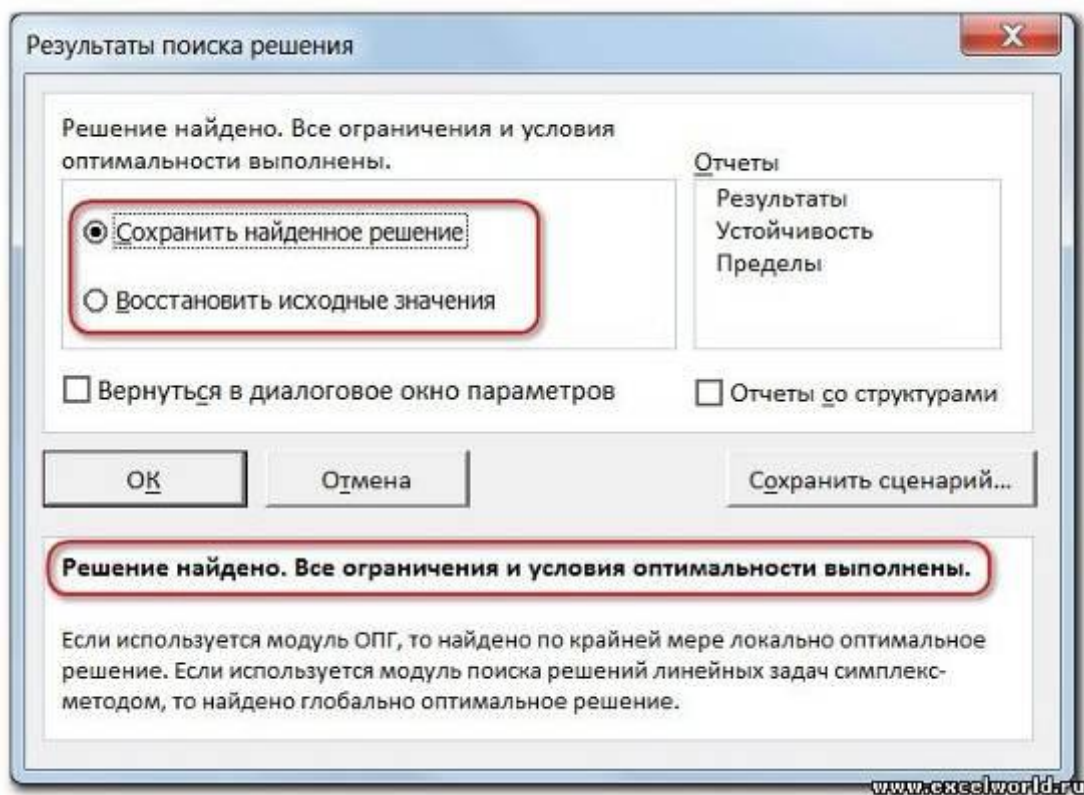 Результаты поиска решения
Решение найдено. Все ограничения и условия
оптимальности выполнены.
Сохранить найденное решение
Восстановить исходные значения
Отчеты
Результаты
Устойчивость
Пределы
Вернуться в диалоговое окно параметров
Отчеты со структурами
ОК
Отмена
Сохранить сценарий...
Решение найдено. Все ограничения и условия оптимальности выполнены.
Если используется модуль ОПГ, то найдено по крайней мере локально оптимальное
решение. Если используется модуль поиска решений линейных задач симплекс-
методом, то найдено глобально оптимальное решение.
www.excelworld.ru